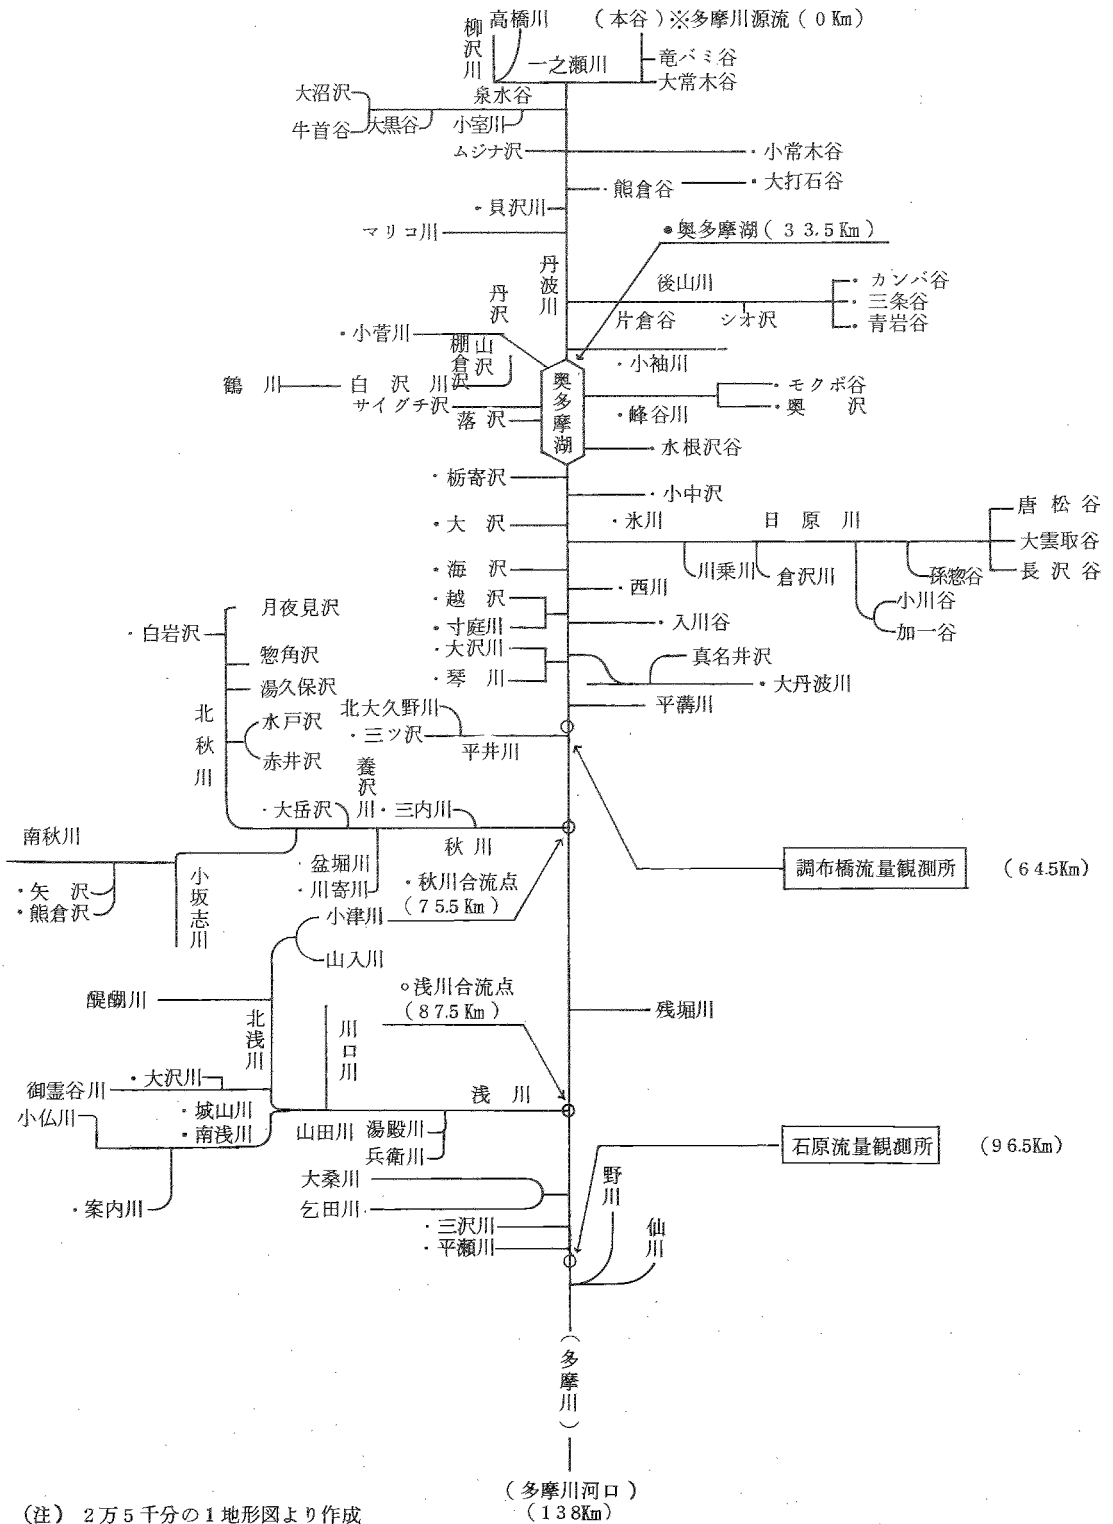 柳沢川
高橋川
(本谷)※多摩川源流(0Km)
一之瀬川
竜バミ谷
大常木谷
大沼沢
牛首谷
大黒谷
泉水谷
小室川
ムジナ沢
・小常木谷
・熊倉谷
・大打石谷
・貝沢川
マリコ川
●奥多摩湖(33.5Km)
丹波川
後山川
・カンバ谷
・三条谷
・青岩谷
片倉谷
シオ沢
丹沢
・小菅川
・小袖川
棚倉沢
山沢
鶴川
白沢川
サイグチ沢
落沢
奥多摩湖
・モクボ谷
・奥沢
・峰谷川
・水根沢谷
・栃寄沢
・小中沢
・大沢
・氷川
日原川
唐松谷
大雲取谷
長沢谷
川乗川
倉沢川
孫惣谷
小川谷
加一谷
・海沢
・西川
・越沢
・寸庭川
・入川谷
・大沢川
・琴川
真名井沢
・大丹波川
平溝川
月夜見沢
・白岩沢
惣角沢
湯久保沢
北秋川
水戸沢
赤井沢
北大久野川
・三ツ沢
平井川
養沢川
・大岳沢
・三内川
秋川
南秋川
・矢沢
・熊倉沢
小坂志川
・盆堀川
・川寄川
・秋川合流点
(75.5Km)
調布橋流量観測所
(64.5Km)
小津川
山入川
醍醐川
北浅川
○浅川合流点
(87.5Km)
川口川
残堀川
・大沢川
御霊谷川
小仏川
・城山川
・南浅川
浅川
山田川
湯殿川
兵衛川
・案内川
大桑川
乞田川
・三沢川
・平瀬川
石原流量観測所
(96.5Km)
野川
仙川
(多摩川)
(多摩川河口)
(138Km)
(注) 2万5千分の1地形図より作成